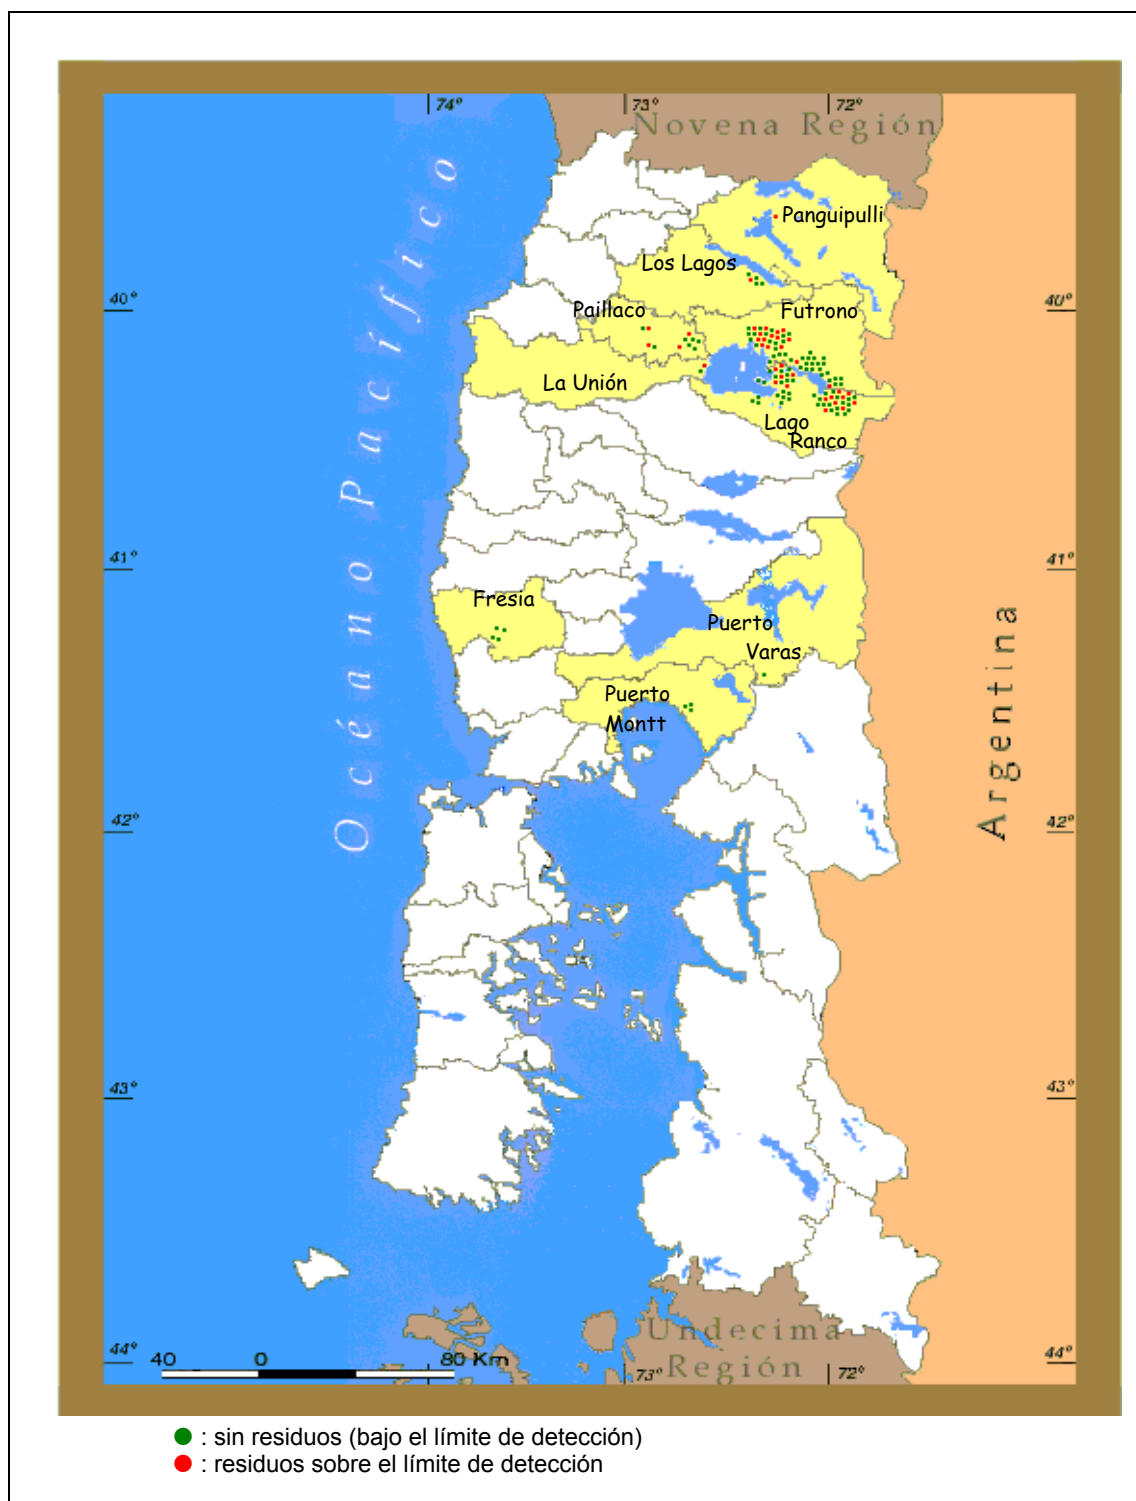 74° 73° 72°
Novena Región
Panguipulli
Los Lagos
40° Paillaco Futrono 40°
La Unión
Lago
Ranco
Océano Pacífico
41° 41°
Fresia
Puerto
Varas
Puerto
Montt
Argentina
42° 42°
43° 43°
Undecima
Región
44° 44°
40 0 80 Km
73° 72°
: sin residuos (bajo el límite de detección)
: residuos sobre el límite de detección